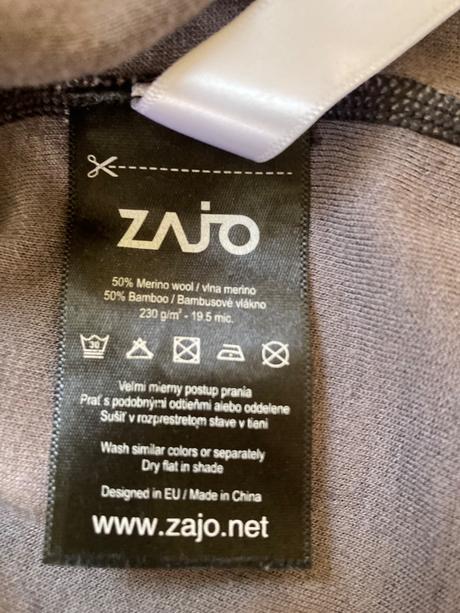 ZAJO
50% Merino wool / vlna merino
50% Bamboo / Bambusové vlákno
230 g/m² - 19.5 mic.
30
Veľmi mierny postup prania
Prať s podobnými odtieňmi alebo oddelene
Sušiť v rozprestretom stave v tieni
Wash similar colors or separately
Dry flat in shade
Designed in EU / Made in China
www.zajo.net